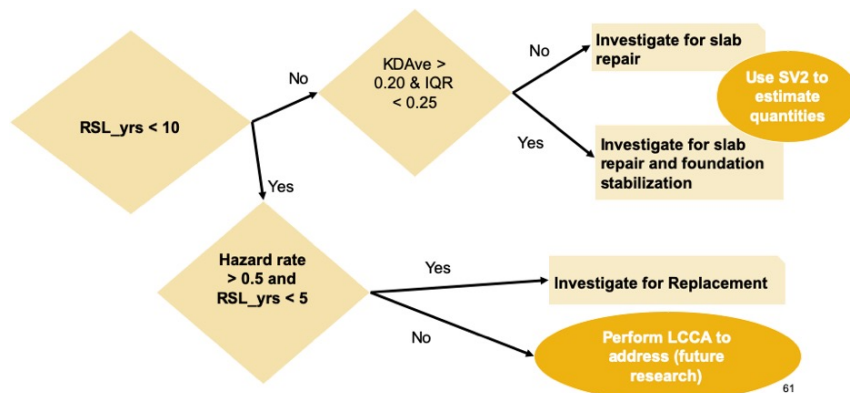 RSL_yrs < 10
No
KDAve >
0.20 & IQR
< 0.25
No
Investigate for slab
repair
Use SV2 to
estimate
quantities
Yes
Investigate for slab
repair and foundation
stabilization
Yes
Hazard rate
> 0.5 and
RSL_yrs < 5
Yes
Investigate for Replacement
No
Perform LCCA to
address (future
research)
61